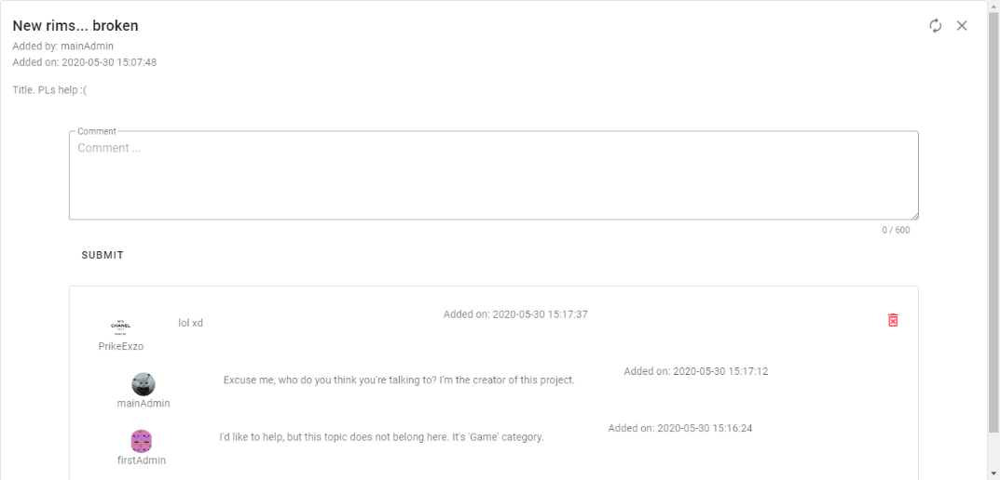 New rims... broken
Added by: mainAdmin
Added on: 2020-05-30 15:07:48
Title. PLs help :(
Comment
Comment ...
0 / 600
SUBMIT
CHANEL
lol xd
Added on: 2020-05-30 15:17:37
PrikeExzo
Excuse me, who do you think you're talking to? I'm the creator of this project.
Added on: 2020-05-30 15:17:12
mainAdmin
I'd like to help, but this topic does not belong here. It's 'Game' category.
Added on: 2020-05-30 15:16:24
firstAdmin